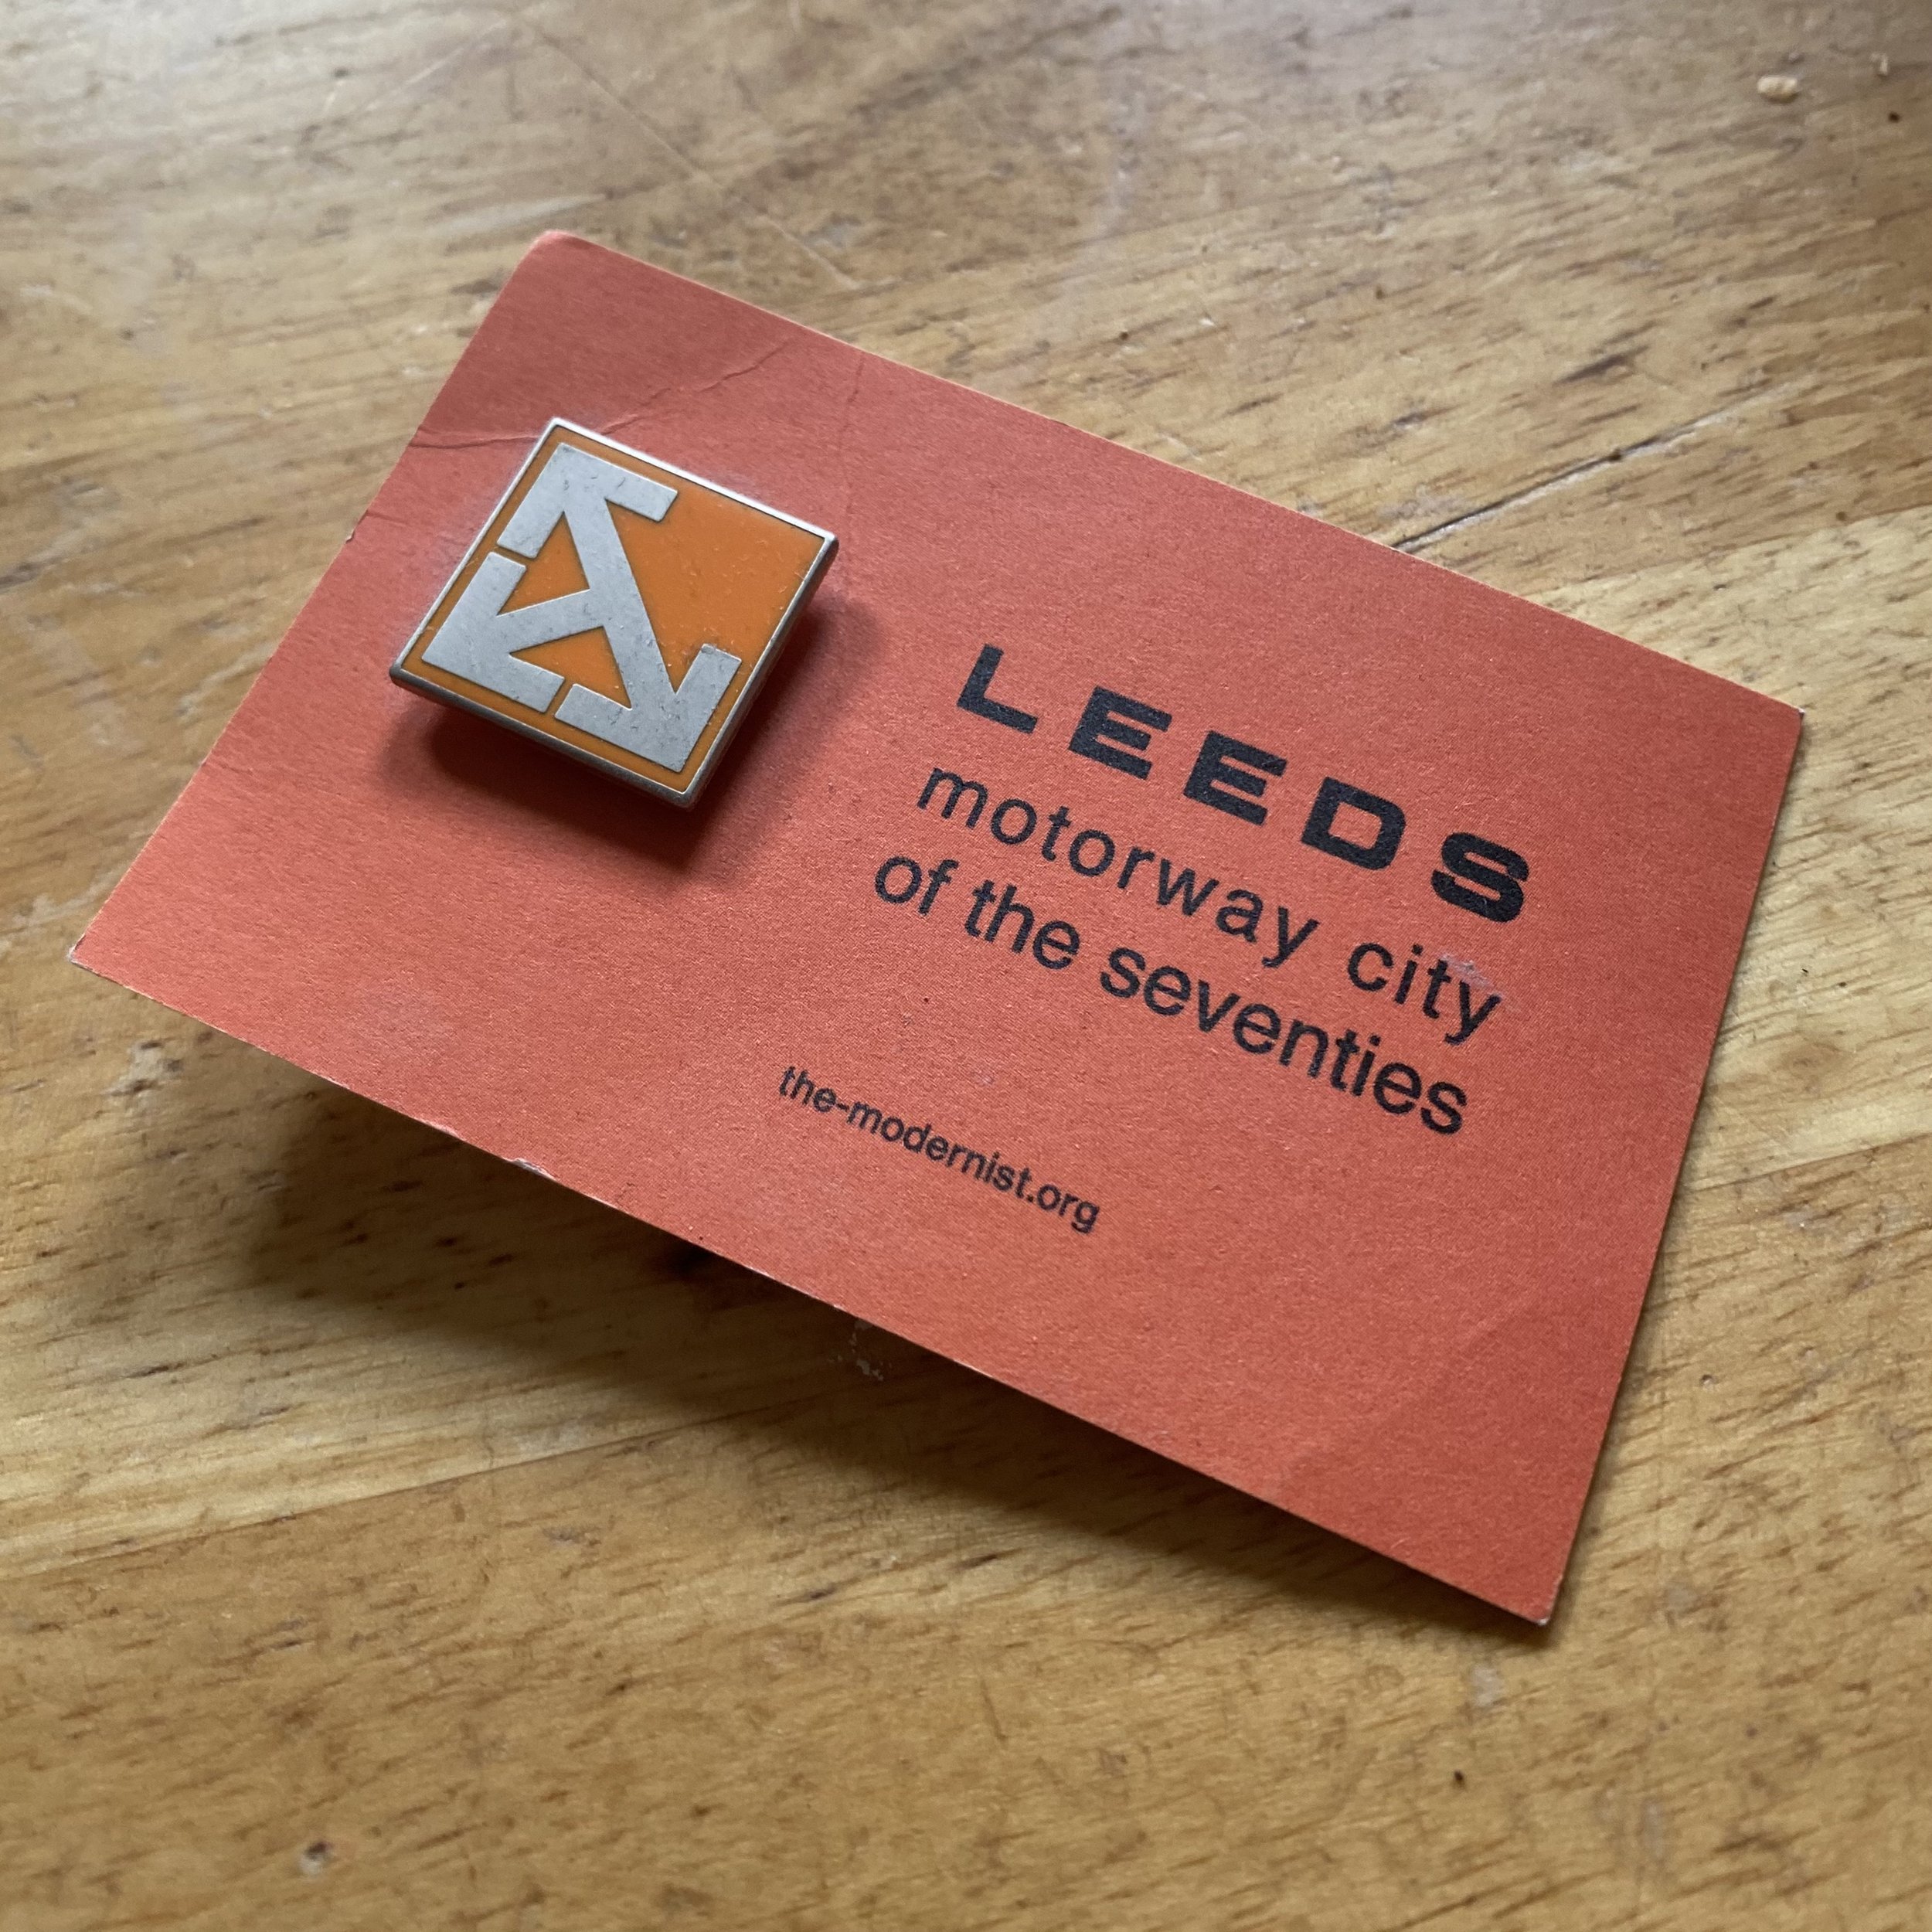 LEEDS
motorway city
of the seventies
the-modernist.org